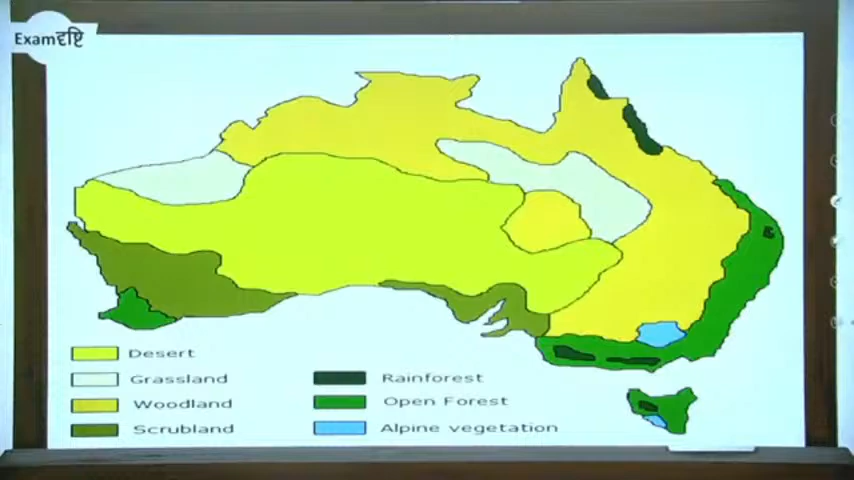 Examदृष्टि
Desert
Grassland
Woodland
Scrubland
Rainforest
Open Forest
Alpine vegetation